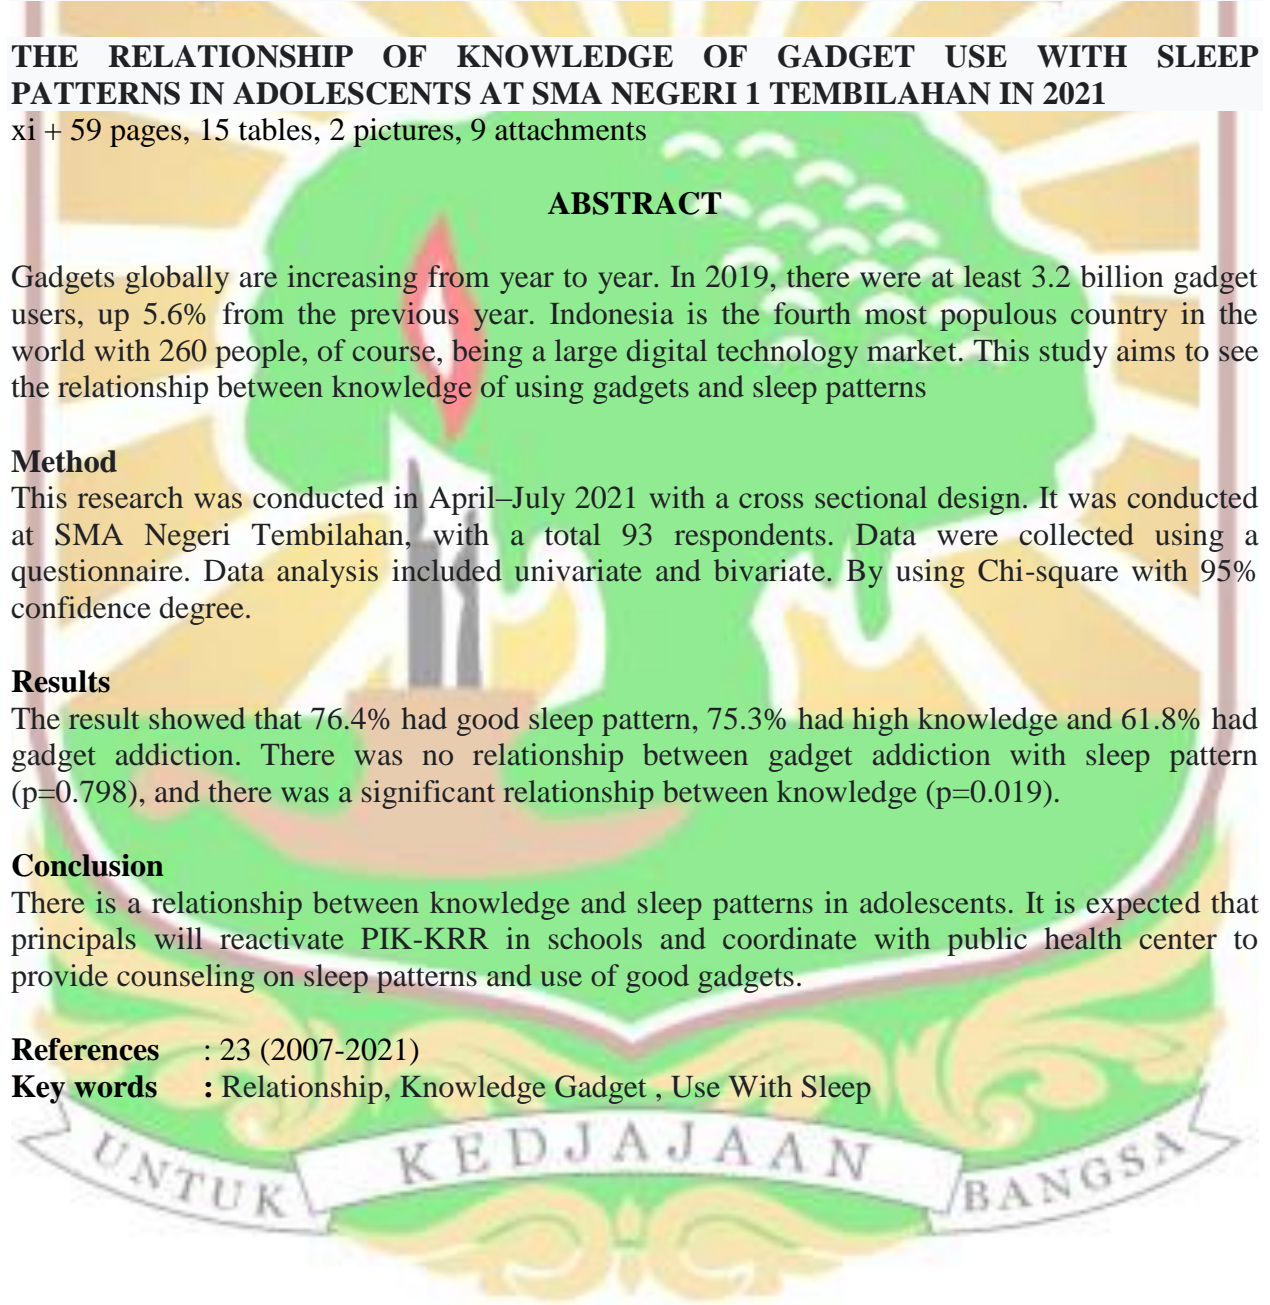 THE RELATIONSHIP OF KNOWLEDGE OF GADGET USE WITH SLEEP
PATTERNS IN ADOLESCENTS AT SMA NEGERI 1 TEMBILAHAN IN 2021
xi + 59 pages, 15 tables, 2 pictures, 9 attachments
ABSTRACT
Gadgets globally are increasing from year to year. In 2019, there were at least 3.2 billion gadget
users, up 5.6% from the previous year. Indonesia is the fourth most populous country in the
world with 260 people, of course, being a large digital technology market. This study aims to see
the relationship between knowledge of using gadgets and sleep patterns
Method
This research was conducted in April–July 2021 with a cross sectional design. It was conducted
at SMA Negeri Tembilahan, with a total 93 respondents. Data were collected using a
questionnaire. Data analysis included univariate and bivariate. By using Chi-square with 95%
confidence degree.
Results
The result showed that 76.4% had good sleep pattern, 75.3% had high knowledge and 61.8% had
gadget addiction. There was no relationship between gadget addiction with sleep pattern
(p=0.798), and there was a significant relationship between knowledge (p=0.019).
Conclusion
There is a relationship between knowledge and sleep patterns in adolescents. It is expected that
principals will reactivate PIK-KRR in schools and coordinate with public health center to
provide counseling on sleep patterns and use of good gadgets.
References : 23 (2007-2021)
Key words : Relationship, Knowledge Gadget , Use With Sleep
UNTUK KEDJAJAAN BANGSA